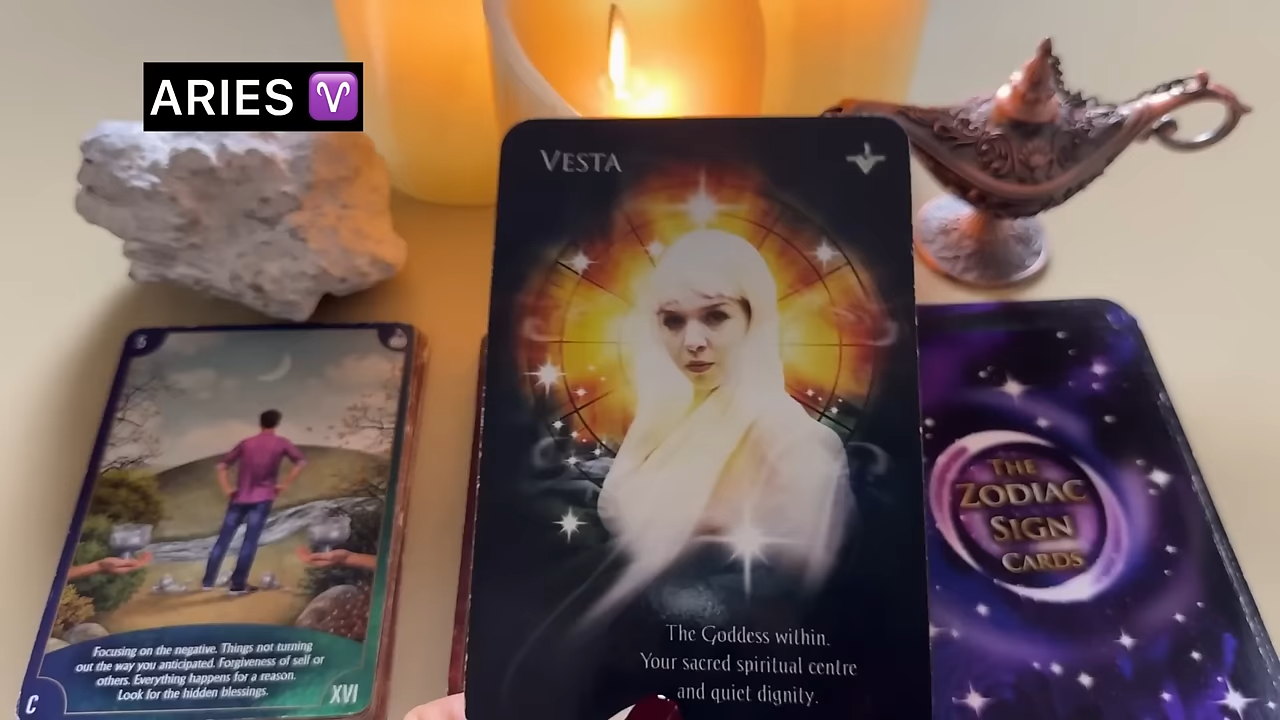 ARIES ♈
VESTA
The Goddess within.
Your sacred spiritual centre
and quiet dignity.
Focusing on the negative. Things not turning
out the way you anticipated. Forgiveness of self or
others. Everything happens for a reason.
Look for the hidden blessings.
C
XVI
THE
ZODIAC
SIGN
CARDS